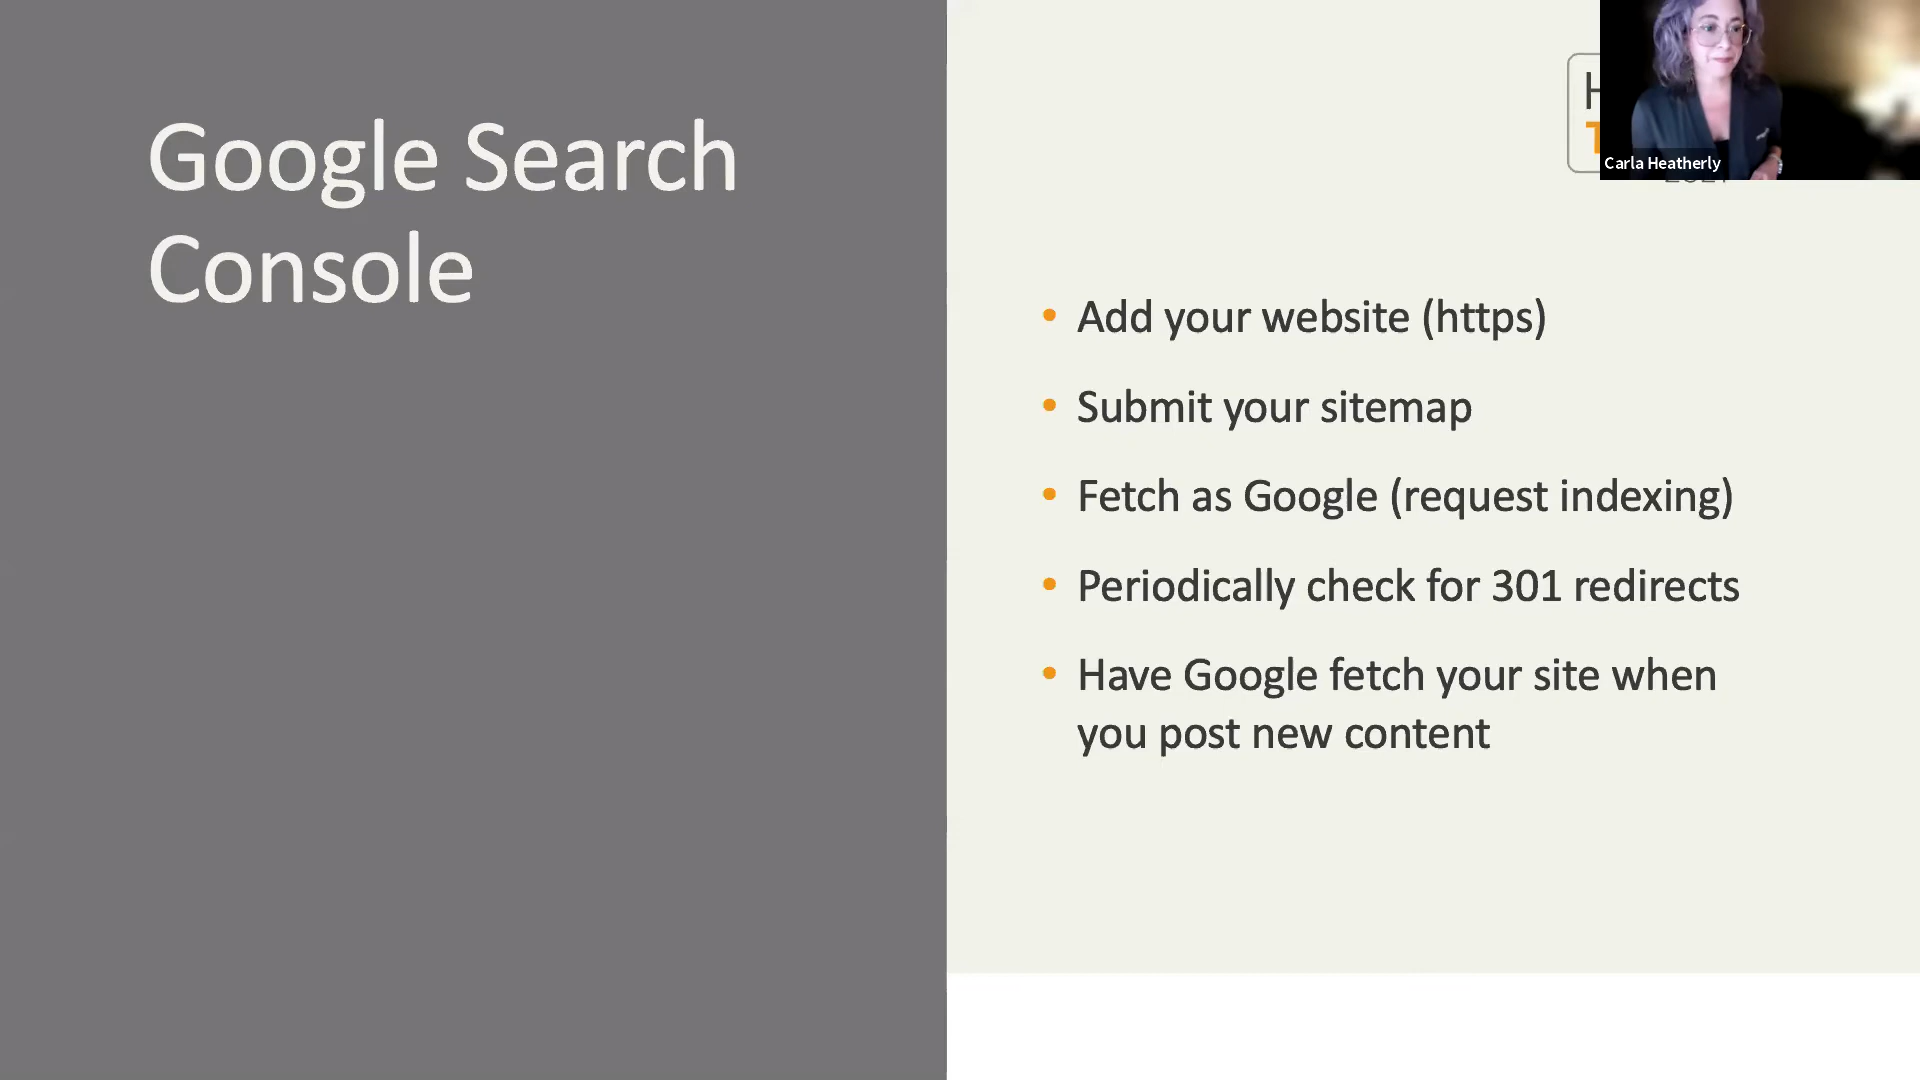 Google Search
Console
Carla Heatherly
• Add your website (https)
• Submit your sitemap
• Fetch as Google (request indexing)
• Periodically check for 301 redirects
• Have Google fetch your site when
you post new content